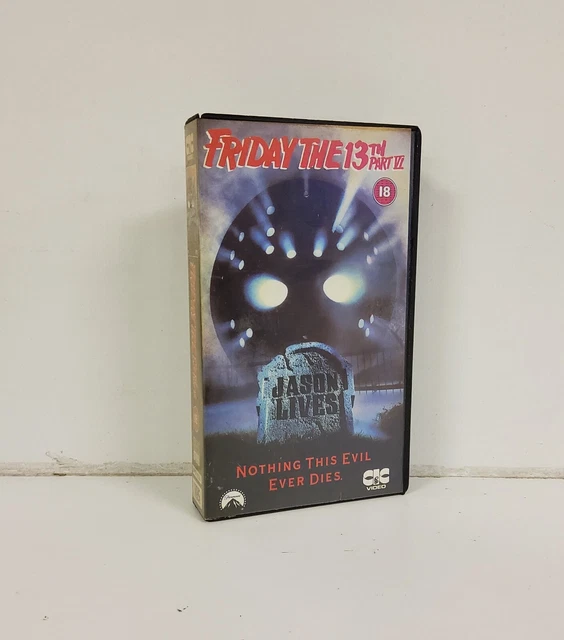 FRIDAY THE 13TH
PART VI
18
JASON
LIVES
NOTHING THIS EVIL
EVER DIES.
CIC
VIDEO